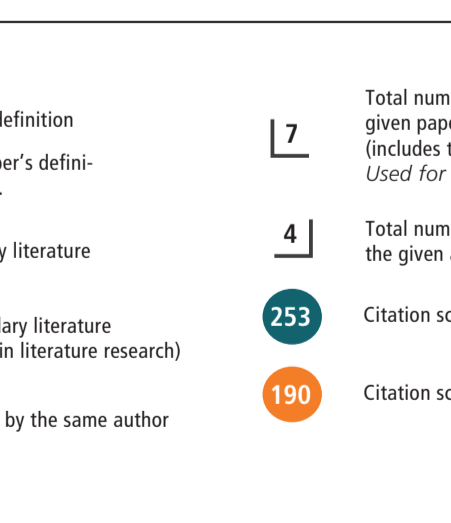 definition
per's defini-
y literature
lary literature
in literature research)
by the same author
7
Total num
given pape
(includes t
Used for
4
Total num
the given
253
Citation sc
190
Citation sc